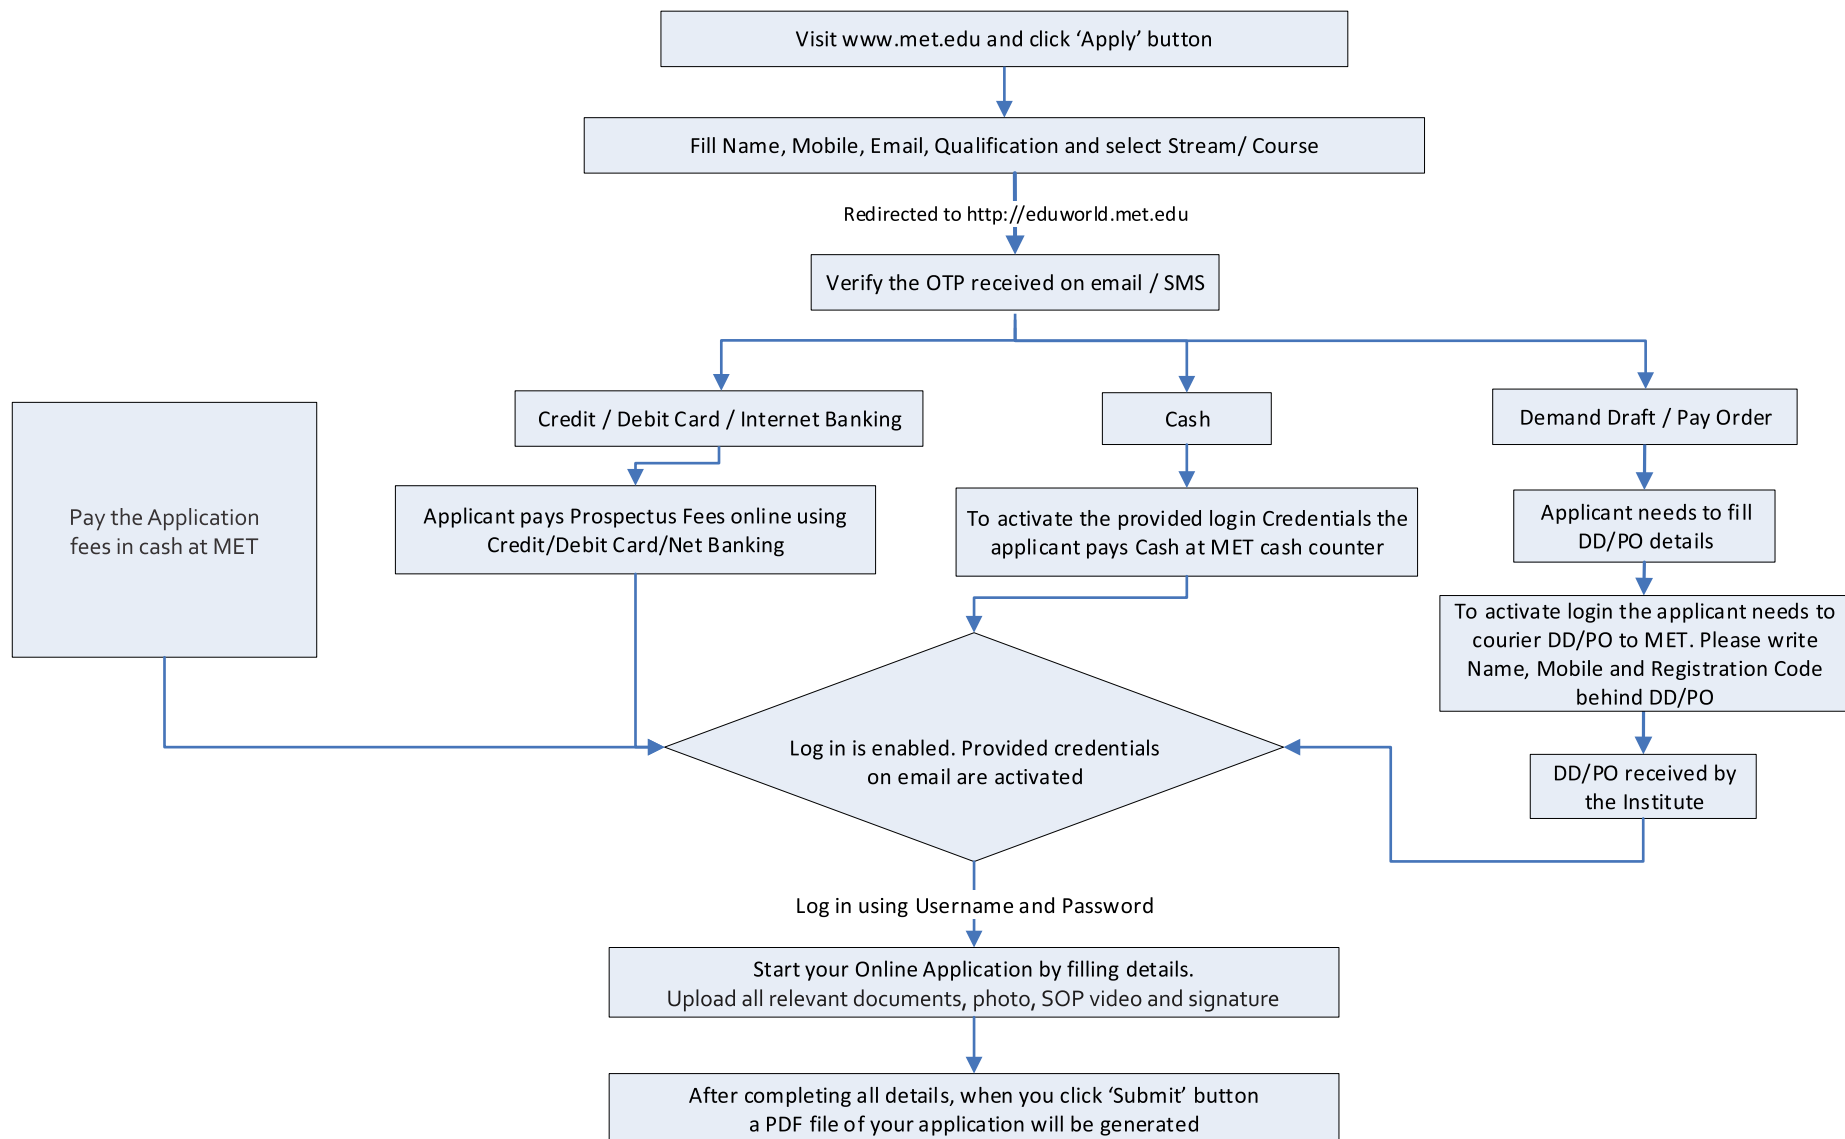 Visit www.met.edu and click ‘Apply’ button
Fill Name, Mobile, Email, Qualification and select Stream/ Course
Redirected to http://eduworld.met.edu
Verify the OTP received on email / SMS
Credit / Debit Card / Internet Banking
Cash
Demand Draft / Pay Order
Pay the Application
fees in cash at MET
Applicant pays Prospectus Fees online using
Credit/Debit Card/Net Banking
To activate the provided login Credentials the
applicant pays Cash at MET cash counter
Applicant needs to fill
DD/PO details
To activate login the applicant needs to
courier DD/PO to MET. Please write
Name, Mobile and Registration Code
behind DD/PO
DD/PO received by
the Institute
Log in is enabled. Provided credentials
on email are activated
Log in using Username and Password
Start your Online Application by filling details.
Upload all relevant documents, photo, SOP video and signature
After completing all details, when you click ‘Submit’ button
a PDF file of your application will be generated